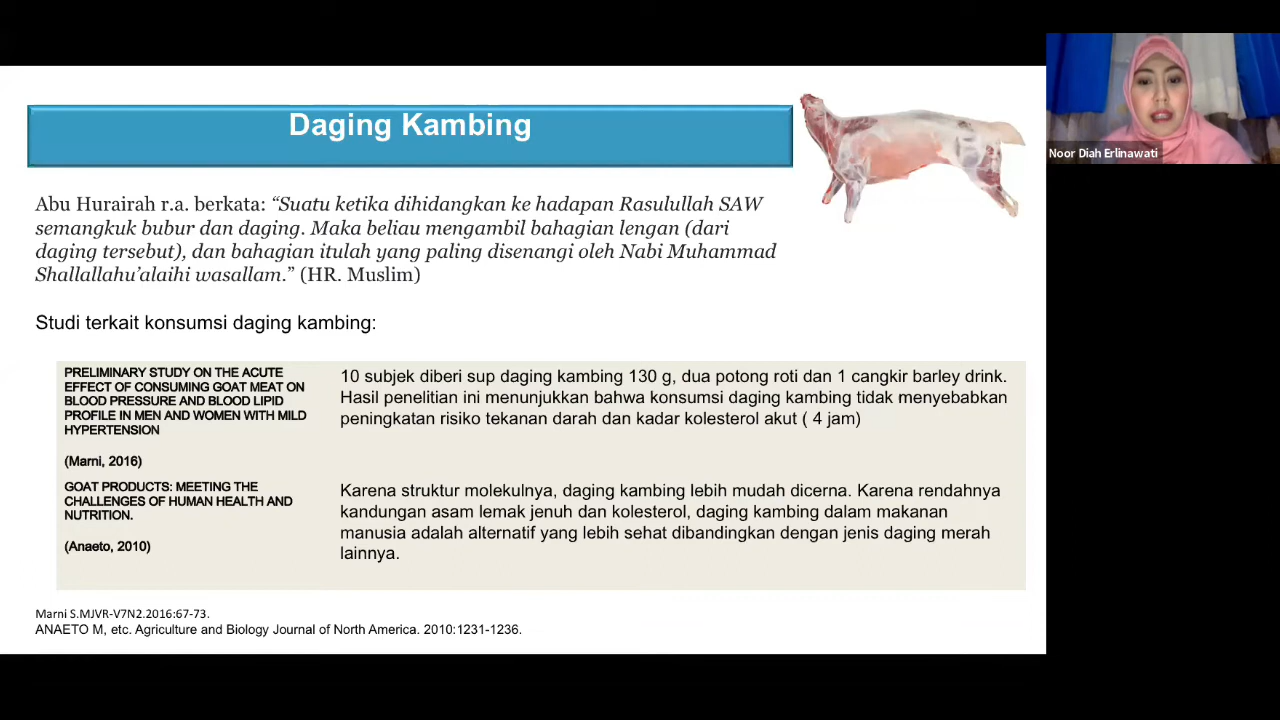 Daging Kambing
Noor Diah Erlinawati
Abu Hurairah r.a. berkata: “Suatu ketika dihidangkan ke hadapan Rasulullah SAW
semangkuk bubur dan daging. Maka beliau mengambil bahagian lengan (dari
daging tersebut), dan bahagian itulah yang paling disenangi oleh Nabi Muhammad
Shallallahu’alaihi wasallam.” (HR. Muslim)
Studi terkait konsumsi daging kambing:
PRELIMINARY STUDY ON THE ACUTE
EFFECT OF CONSUMING GOAT MEAT ON
BLOOD PRESSURE AND BLOOD LIPID
PROFILE IN MEN AND WOMEN WITH MILD
HYPERTENSION
(Marni, 2016)
10 subjek diberi sup daging kambing 130 g, dua potong roti dan 1 cangkir barley drink.
Hasil penelitian ini menunjukkan bahwa konsumsi daging kambing tidak menyebabkan
peningkatan risiko tekanan darah dan kadar kolesterol akut ( 4 jam)
GOAT PRODUCTS: MEETING THE
CHALLENGES OF HUMAN HEALTH AND
NUTRITION.
(Anaeto, 2010)
Karena struktur molekulnya, daging kambing lebih mudah dicerna. Karena rendahnya
kandungan asam lemak jenuh dan kolesterol, daging kambing dalam makanan
manusia adalah alternatif yang lebih sehat dibandingkan dengan jenis daging merah
lainnya.
Marni S.MJVR-V7N2.2016:67-73.
ANAETO M, etc. Agriculture and Biology Journal of North America. 2010:1231-1236.